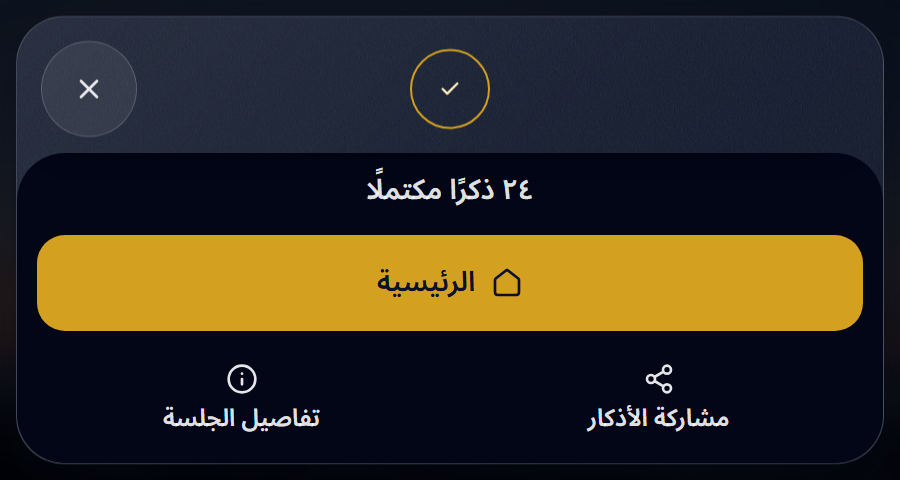 ٢٤ ذكرًا مكتملًا
الرئيسية
مشاركة الأذكار
تفاصيل الجلسة